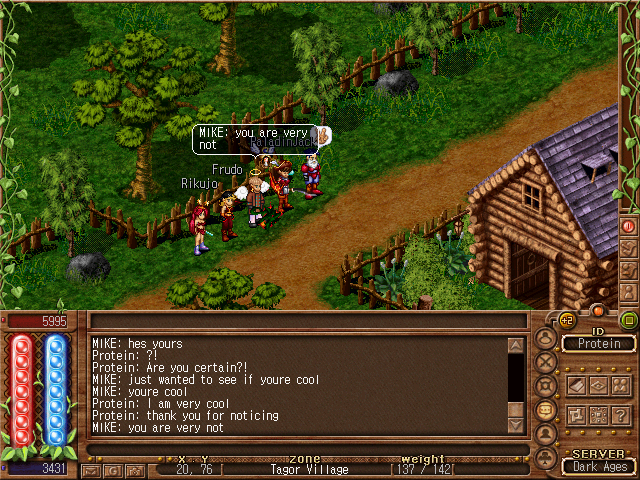 MIKE: you are very
not
PaladinJack
Frudo
Rikujo
5995
MIKE: hes yours
Protein: ?!
Protein: Are you certain?!
MIKE: just wanted to see if youre cool
MIKE: youre cool
Protein: I am very cool
Protein: thank you for noticing
MIKE: you are very not
+2
ID
Protein
?
3431
G
x y zone weight
20, 76 Tagor Village 137 / 142
SERVER
Dark Ages